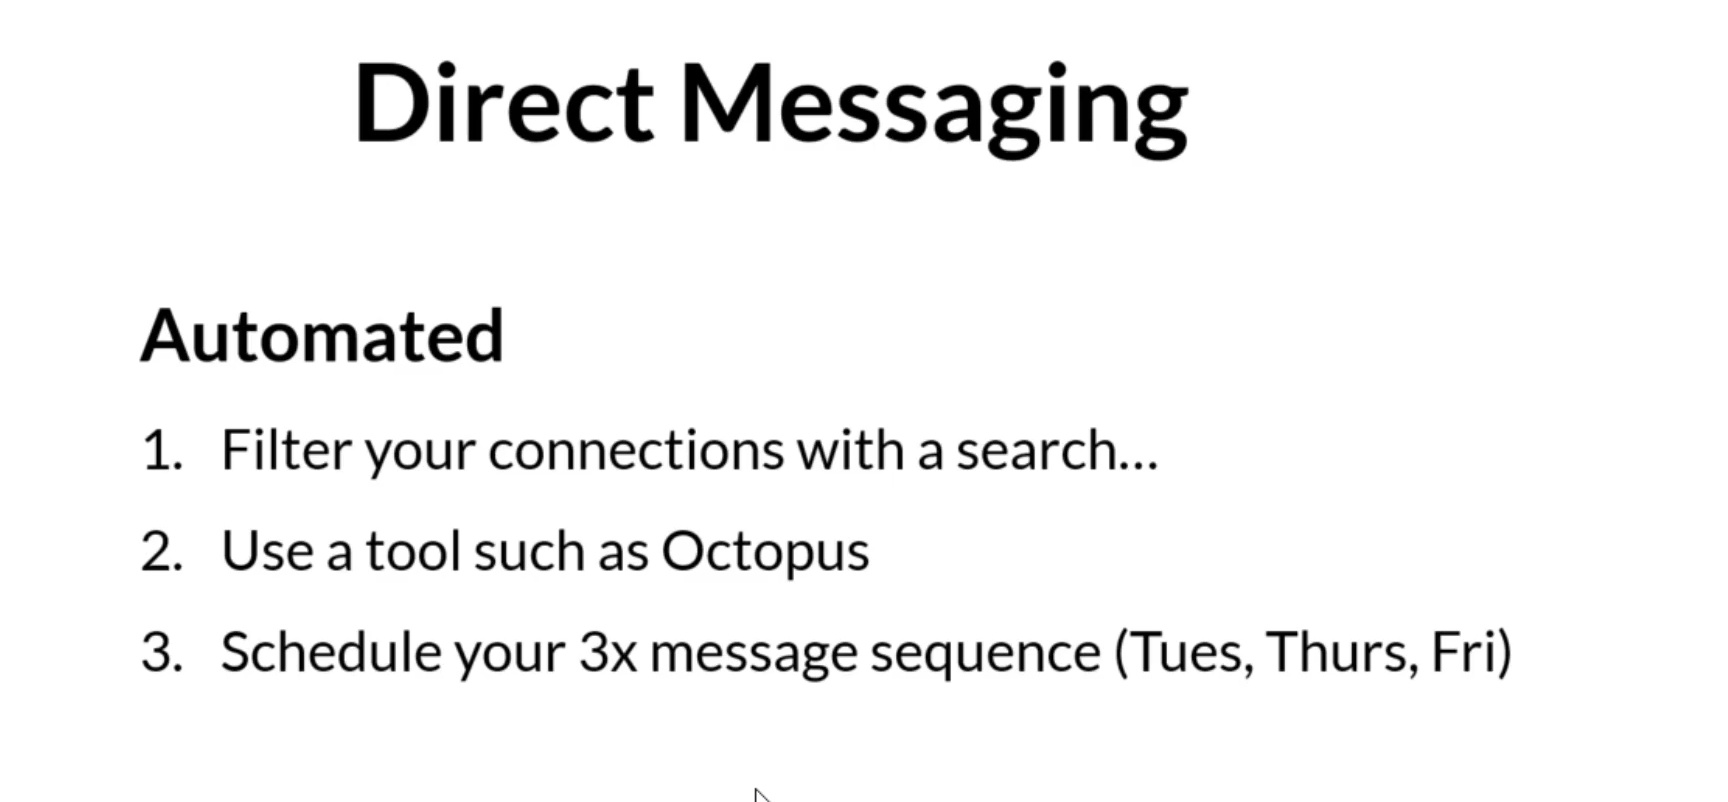 Direct Messaging
Automated
1. Filter your connections with a search...
2. Use a tool such as Octopus
3. Schedule your 3x message sequence (Tues, Thurs, Fri)